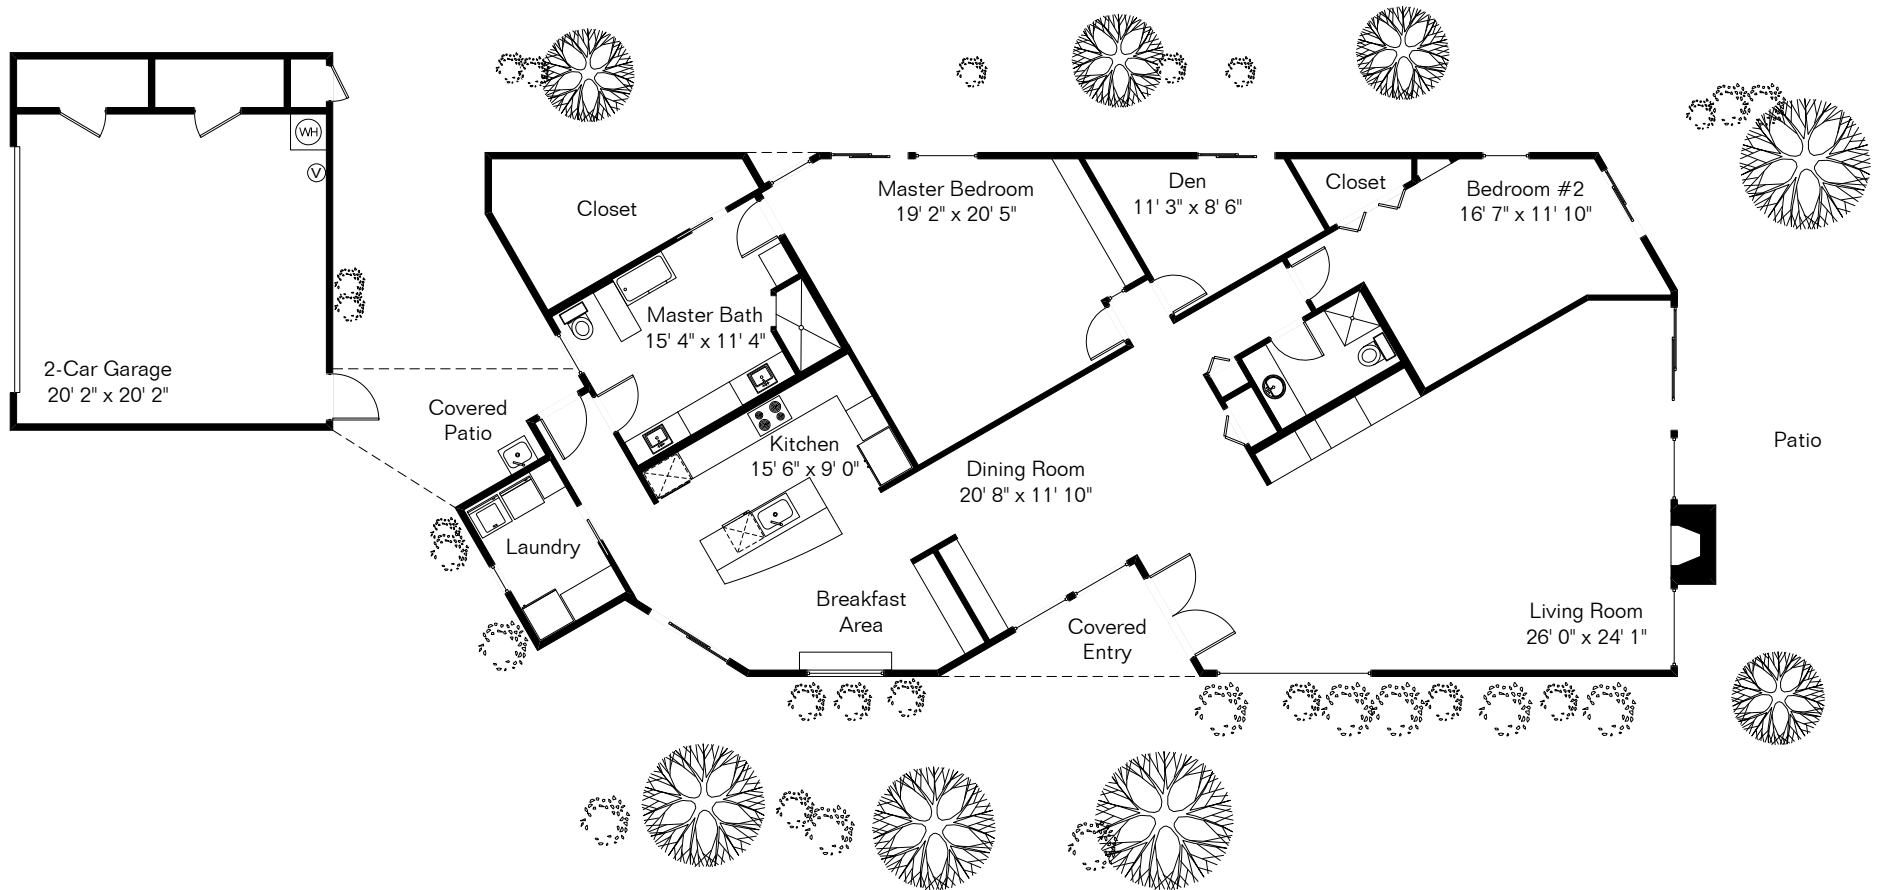 WH
V
2-Car Garage
20' 2" x 20' 2"
Closet
Master Bedroom
19' 2" x 20' 5"
Den
11' 3" x 8' 6"
Closet
Bedroom #2
16' 7" x 11' 10"
Master Bath
15' 4" x 11' 4"
Covered
Patio
Kitchen
15' 6" x 9' 0"
Dining Room
20' 8" x 11' 10"
Patio
Laundry
Breakfast
Area
Covered
Entry
Living Room
26' 0" x 24' 1"